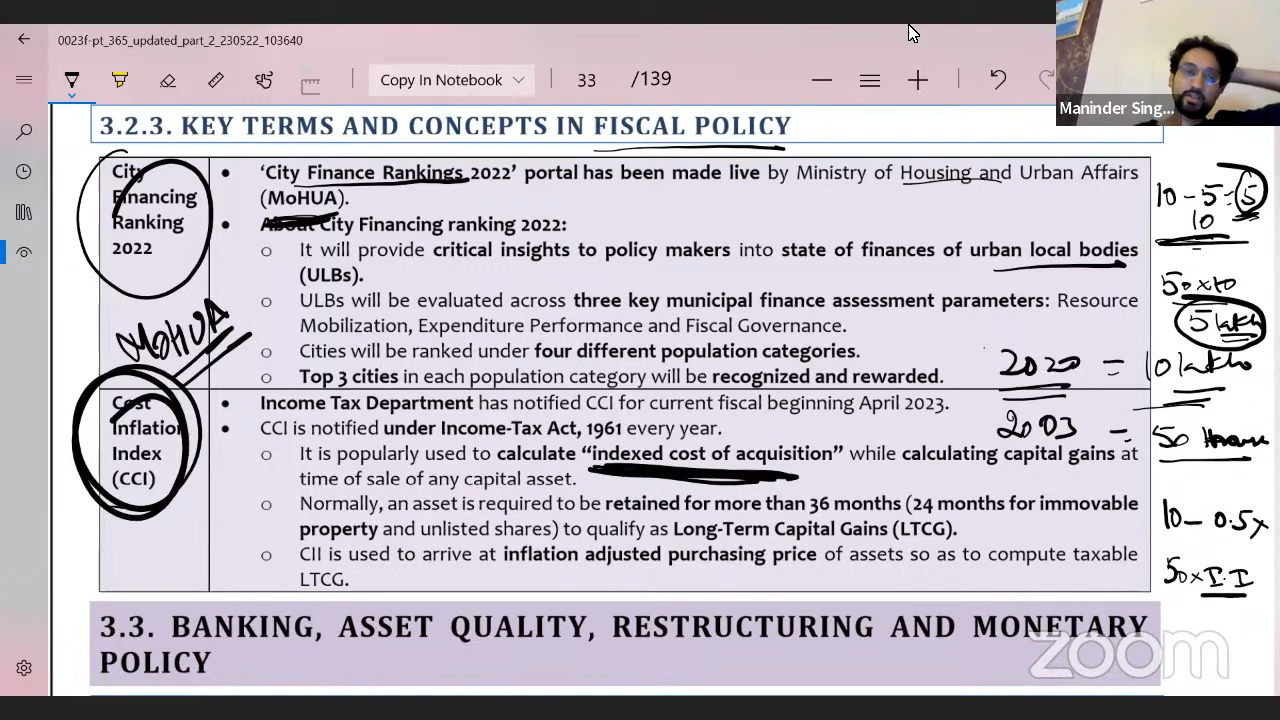 0023f-pt_365_updated_part_2_230522_103640
Copy In Notebook
33 /139
Maninder Sing...
3.2.3. KEY TERMS AND CONCEPTS IN FISCAL POLICY
City
Financing
Ranking
2022
• 'City Finance Rankings 2022' portal has been made live by Ministry of Housing and Urban Affairs
(MoHUA).
• About City Financing ranking 2022:
o It will provide critical insights to policy makers into state of finances of urban local bodies
(ULBs).
o ULBs will be evaluated across three key municipal finance assessment parameters: Resource
Mobilization, Expenditure Performance and Fiscal Governance.
o Cities will be ranked under four different population categories.
o Top 3 cities in each population category will be recognized and rewarded.
MoHUA
Cost
Inflation
Index
(CCI)
• Income Tax Department has notified CCI for current fiscal beginning April 2023.
• CCI is notified under Income-Tax Act, 1961 every year.
o It is popularly used to calculate "indexed cost of acquisition" while calculating capital gains at
time of sale of any capital asset.
o Normally, an asset is required to be retained for more than 36 months (24 months for immovable
property and unlisted shares) to qualify as Long-Term Capital Gains (LTCG).
o CII is used to arrive at inflation adjusted purchasing price of assets so as to compute taxable
LTCG.
10 - 5 = 5
10
50 x 10
5 lakh
2020 = 10 lakhs
2003 = 50
10 - 0.5x
50 x I.I
3.3. BANKING, ASSET QUALITY, RESTRUCTURING AND MONETARY
POLICY
zoom